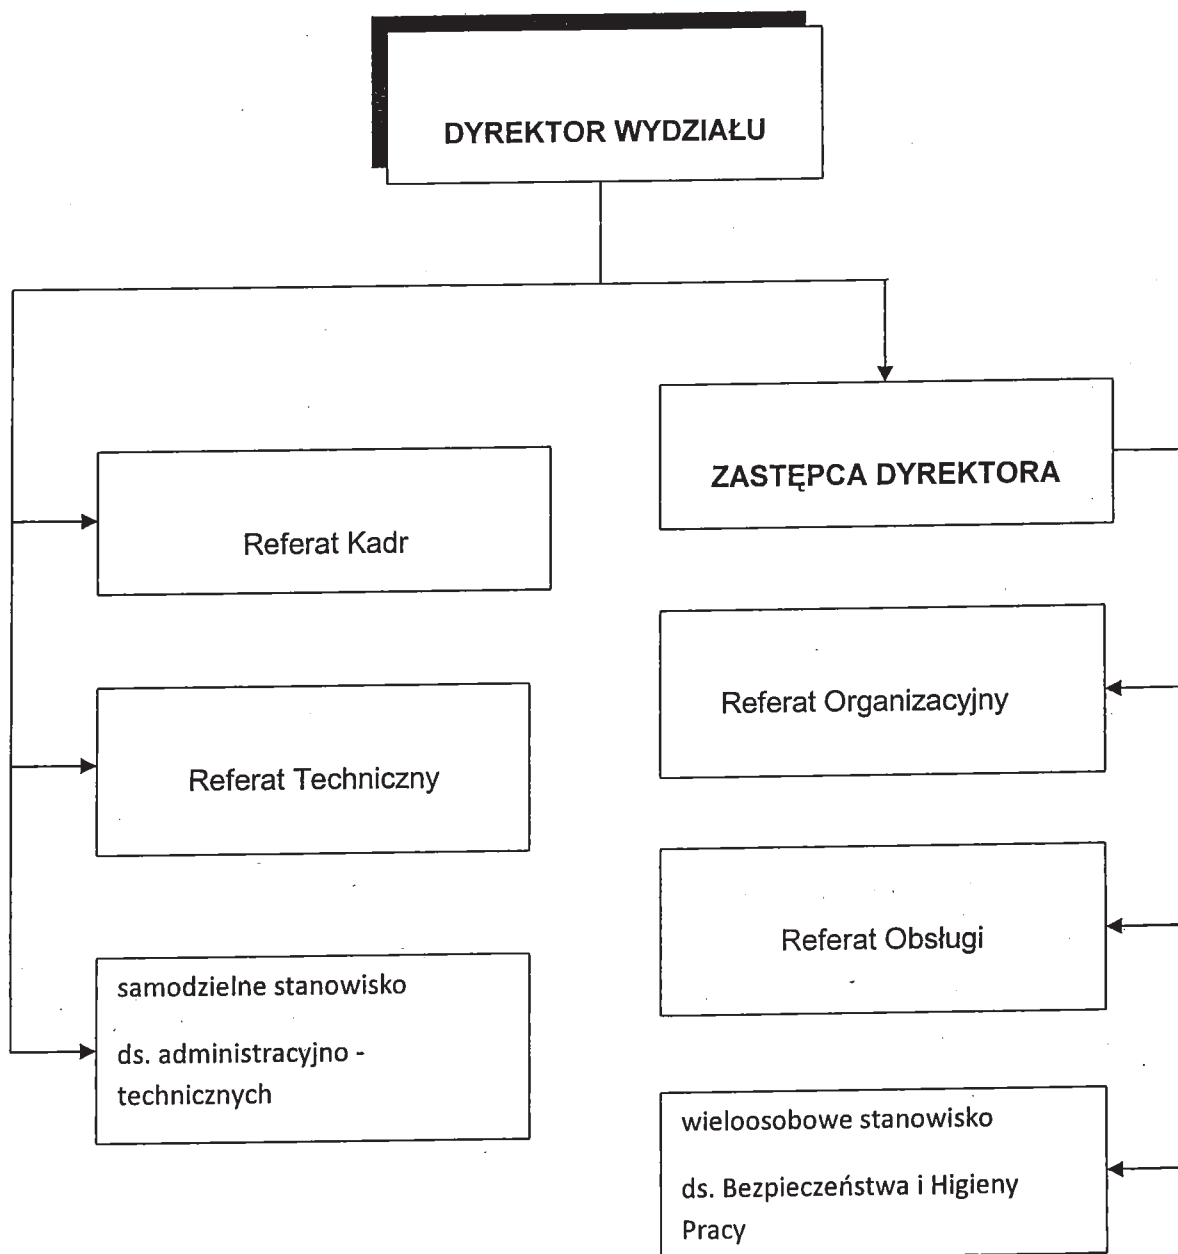 DYREKTOR WYDZIAŁU
ZASTĘPCA DYREKTORA
Referat Kadr
Referat Organizacyjny
Referat Techniczny
Referat Obsługi
samodzielne stanowisko
ds. administracyjno -
technicznych
wieloosobowe stanowisko
ds. Bezpieczeństwa i Higieny
Pracy